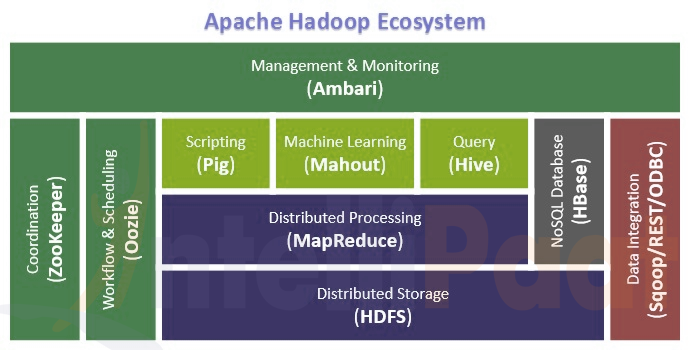 Apache Hadoop Ecosystem
Management & Monitoring
(Ambari)
Coordination
(ZooKeeper)
Workflow & Scheduling
(Oozie)
Scripting
(Pig)
Machine Learning
(Mahout)
Query
(Hive)
Distributed Processing
(MapReduce)
Distributed Storage
(HDFS)
NoSQL Database
(HBase)
Data Integration
(Sqoop/REST/ODBC)
IntelliPaat